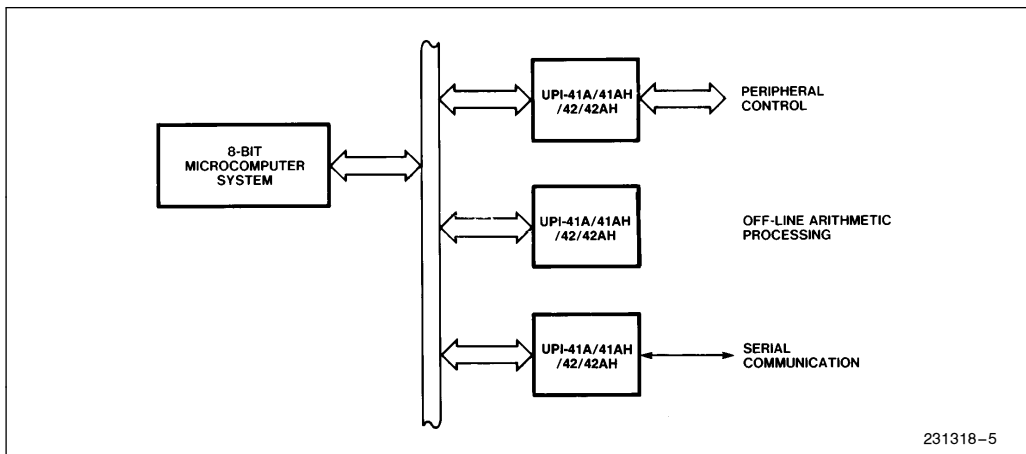 8-BIT
MICROCOMPUTER
SYSTEM
UPI-41A/41AH
/42/42AH
PERIPHERAL
CONTROL
UPI-41A/41AH
/42/42AH
OFF-LINE ARITHMETIC
PROCESSING
UPI-41A/41AH
/42/42AH
SERIAL
COMMUNICATION
231318–5